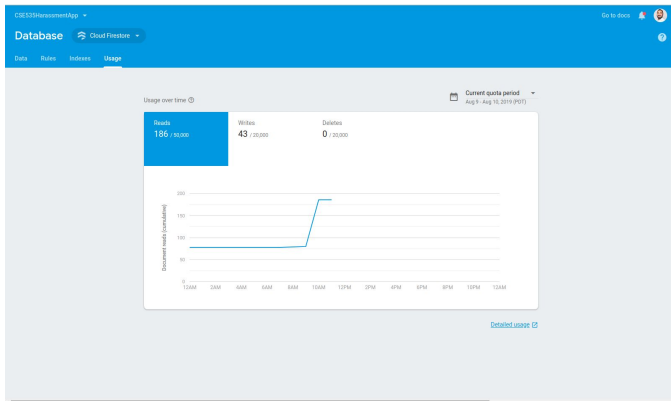 CSE535HarassmentApp
Go to docs
Database
Cloud Firestore
Data Rules Indexes Usage
Usage over time
Current quota period
Aug 9 - Aug 10, 2019 (PDT)
Reads Writes Deletes
186 / 50,000 43 / 20,000 0 / 20,000
Document reads (cumulative)
200
150
100
50
0
12AM 2AM 4AM 6AM 8AM 10AM 12PM 2PM 4PM 6PM 8PM 10PM 12AM
Detailed usage